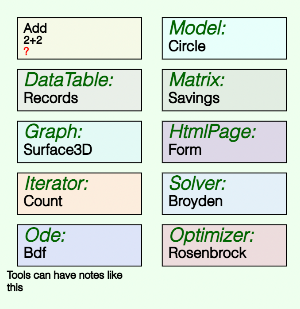 Add
2+2
?
Model:
Circle
DataTable:
Records
Matrix:
Savings
Graph:
Surface3D
HtmlPage:
Form
Iterator:
Count
Solver:
Broyden
Ode:
Bdf
Optimizer:
Rosenbrock
Tools can have notes like
this